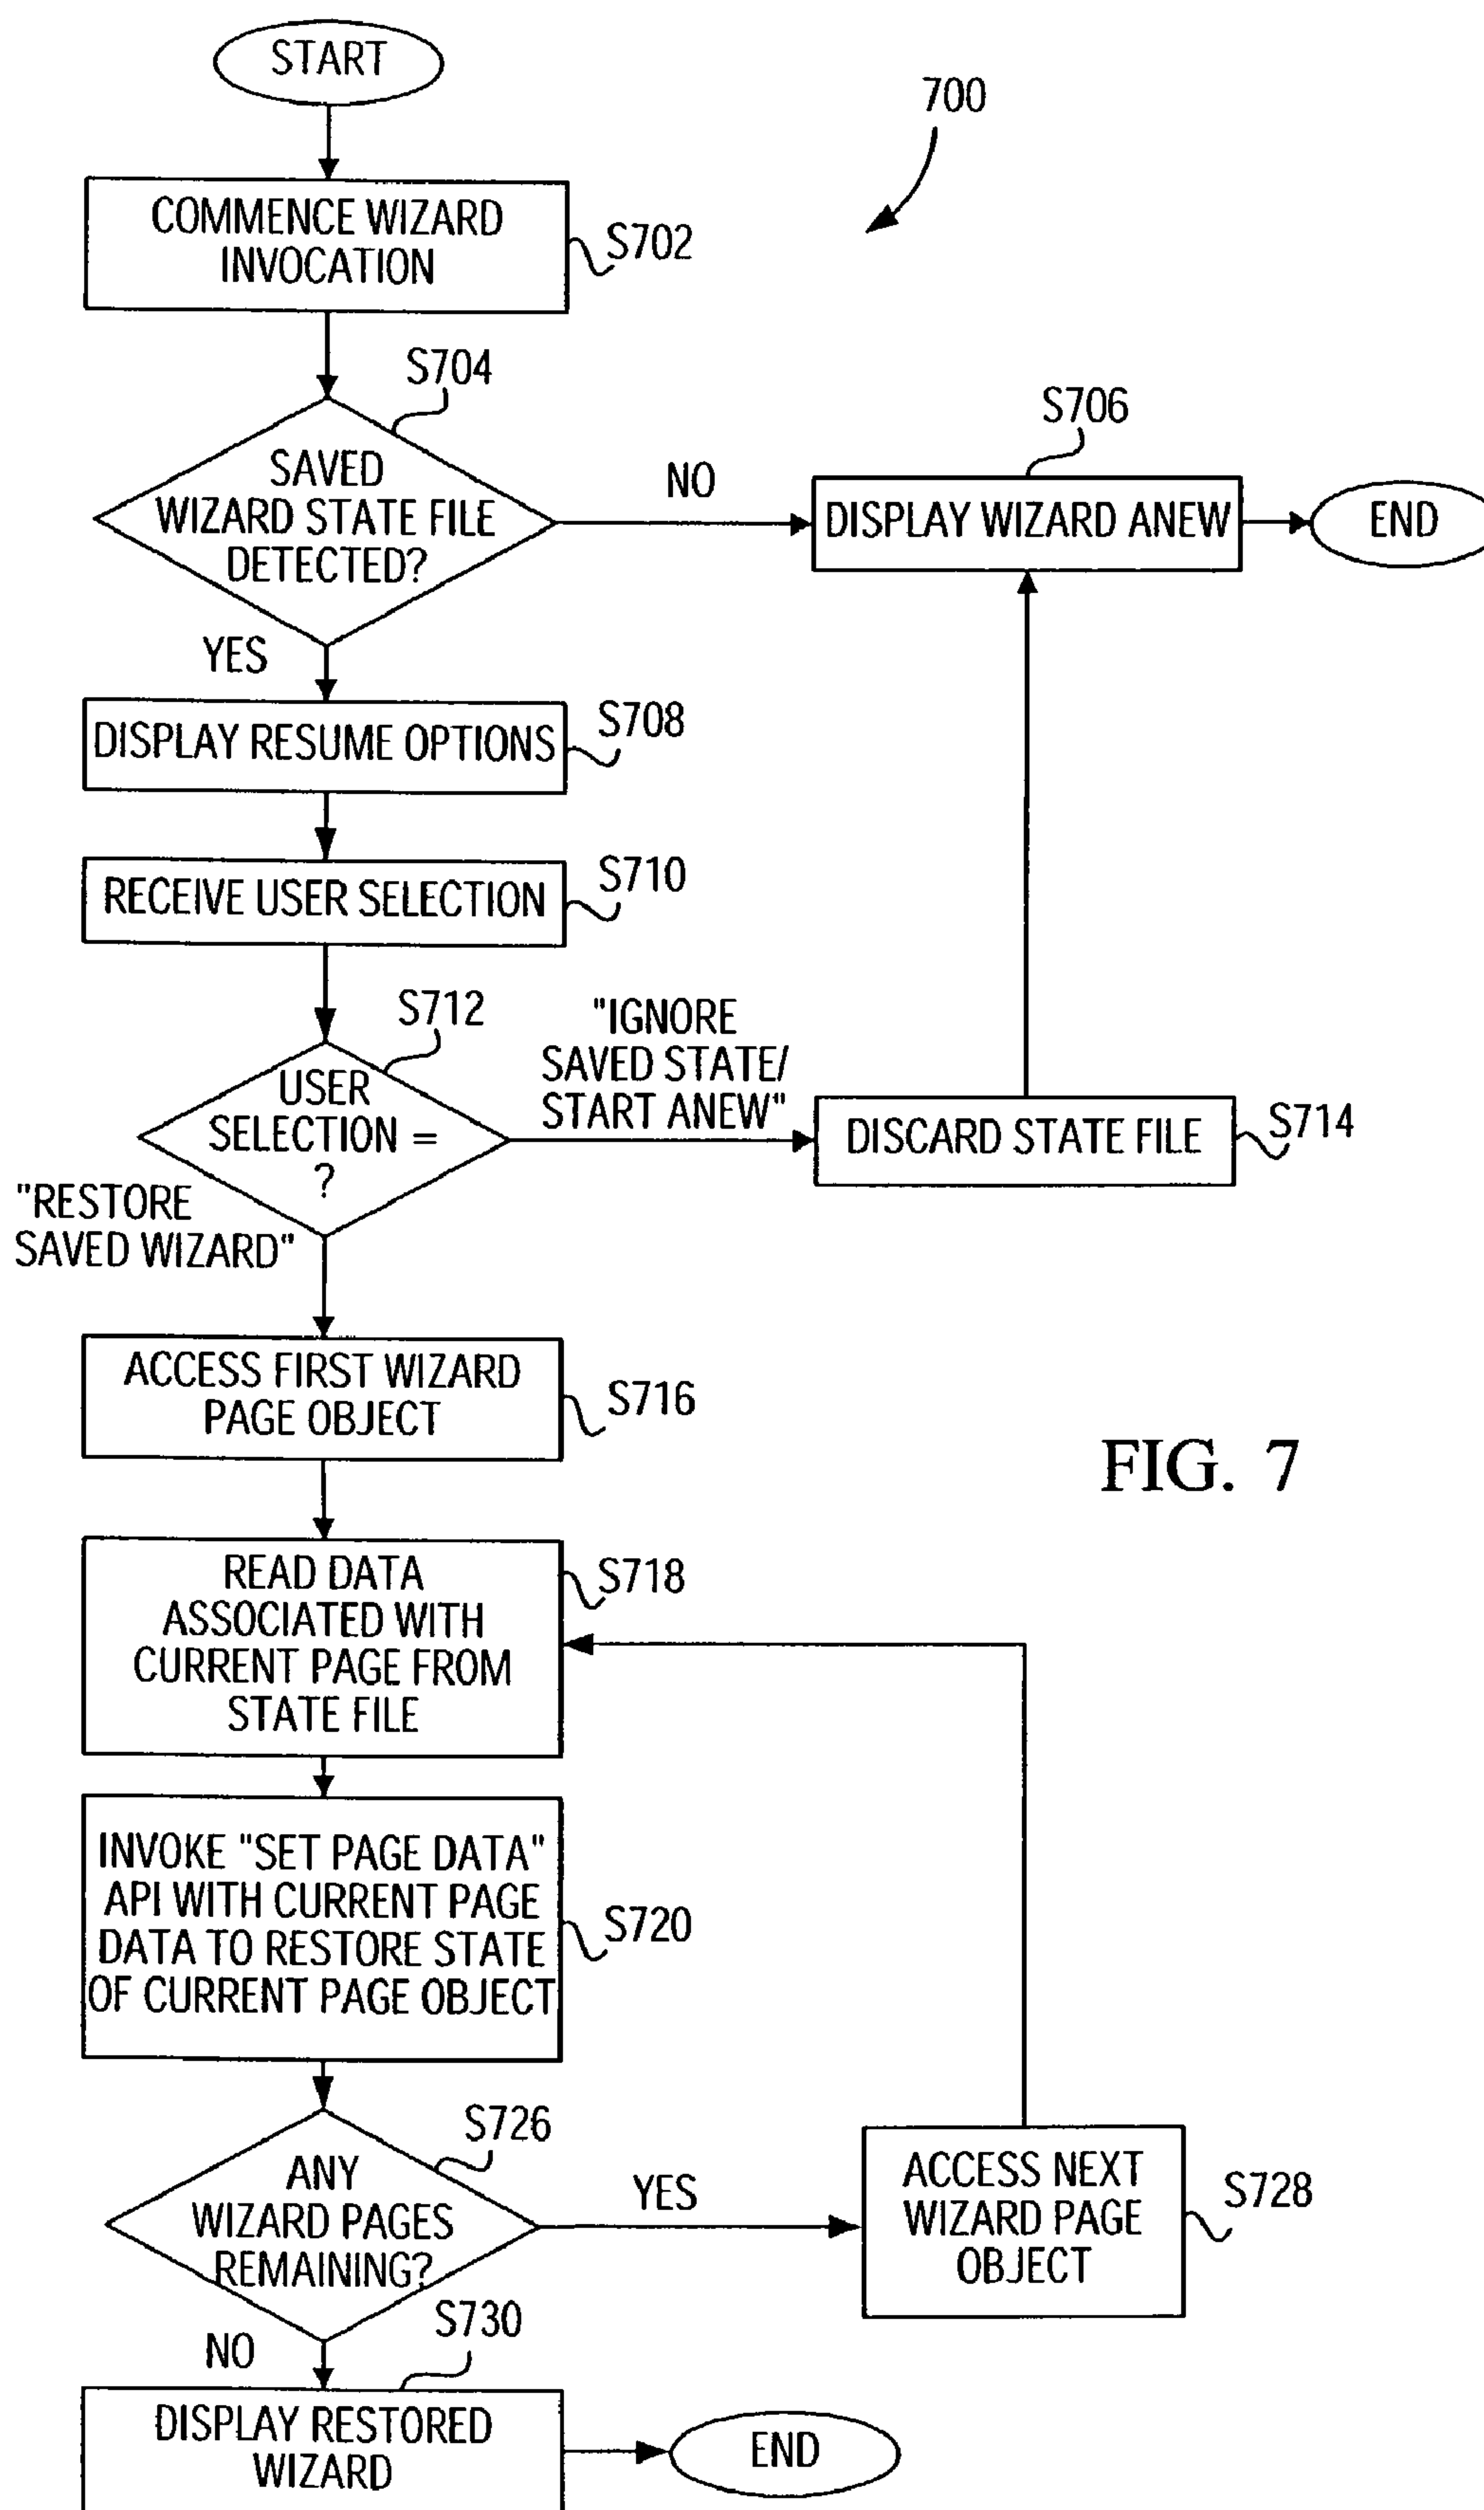 START
700
COMMENCE WIZARD
INVOCATION
S702
S704
SAVED
WIZARD STATE FILE
DETECTED?
NO
S706
DISPLAY WIZARD ANEW
END
YES
DISPLAY RESUME OPTIONS
S708
RECEIVE USER SELECTION
S710
S712
USER
SELECTION =
?
"IGNORE
SAVED STATE/
START ANEW"
DISCARD STATE FILE
S714
"RESTORE
SAVED WIZARD"
ACCESS FIRST WIZARD
PAGE OBJECT
S716
FIG. 7
READ DATA
ASSOCIATED WITH
CURRENT PAGE FROM
STATE FILE
S718
INVOKE "SET PAGE DATA"
API WITH CURRENT PAGE
DATA TO RESTORE STATE
OF CURRENT PAGE OBJECT
S720
S726
ANY
WIZARD PAGES
REMAINING?
YES
ACCESS NEXT
WIZARD PAGE
OBJECT
S728
NO
S730
DISPLAY RESTORED
WIZARD
END